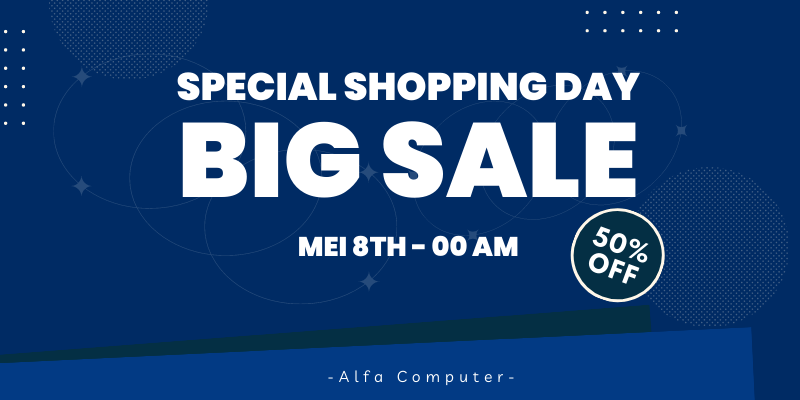 SPECIAL SHOPPING DAY
BIG SALE
MEI 8TH - 00 AM
50%
OFF
-Alfa Computer-